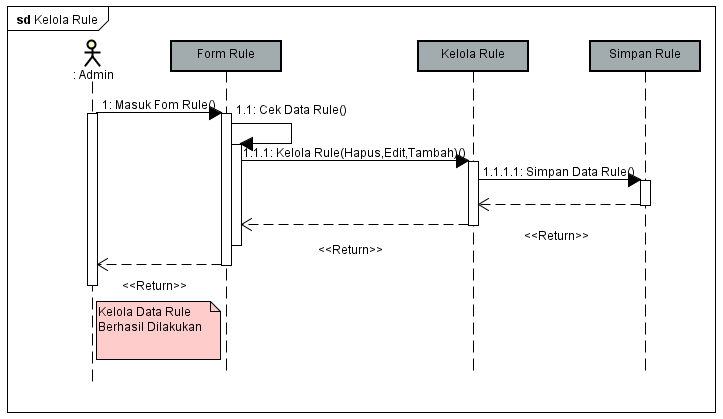 sd Kelola Rule
: Admin
Form Rule
Kelola Rule
Simpan Rule
1: Masuk Fom Rule()
1.1: Cek Data Rule()
1.1.1: Kelola Rule(Hapus,Edit,Tambah)()
1.1.1.1: Simpan Data Rule()
<<Return>>
<<Return>>
<<Return>>
Kelola Data Rule
Berhasil Dilakukan